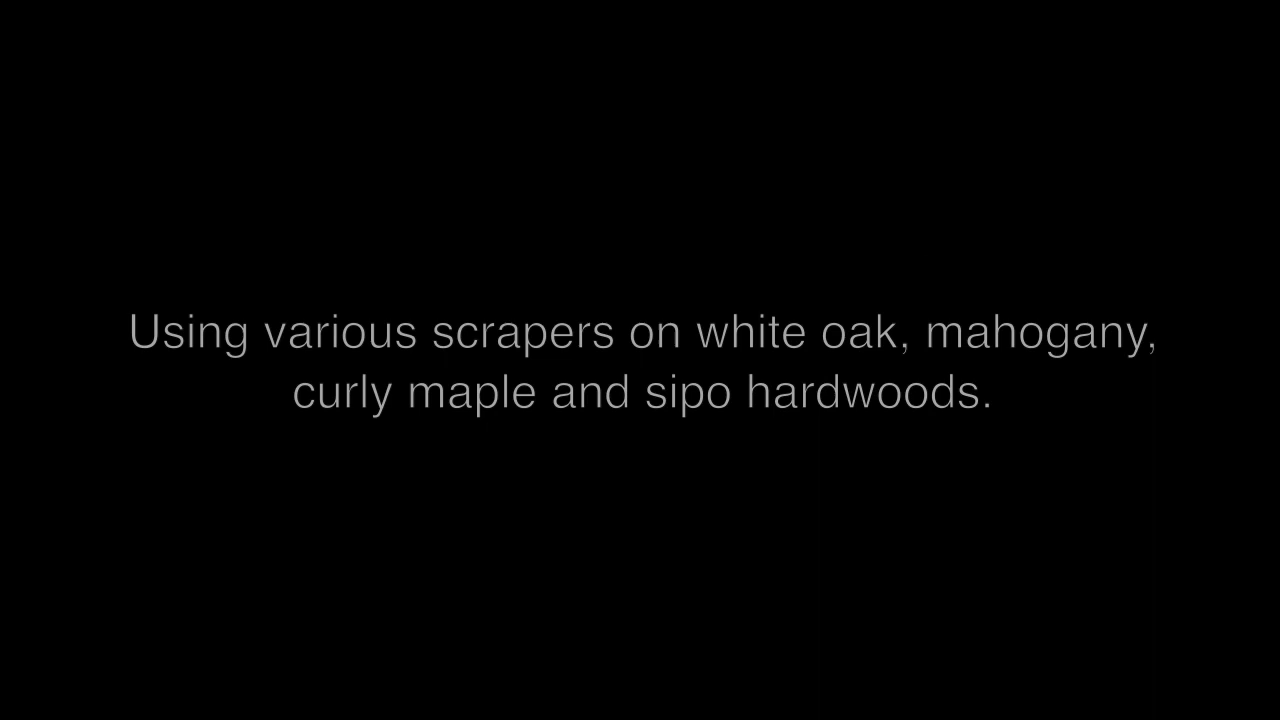 Using various scrapers on white oak, mahogany,
curly maple and sipo hardwoods.